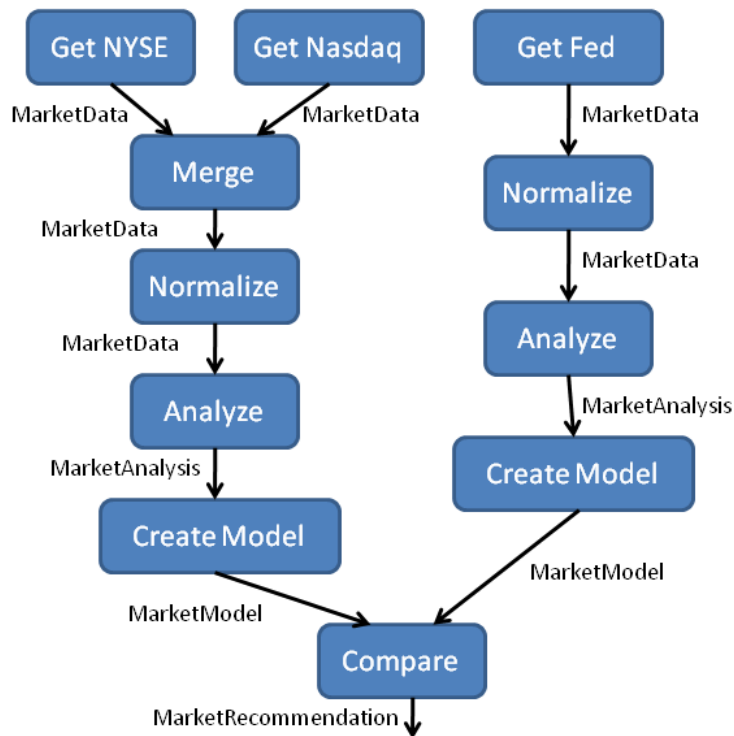 Get NYSE
Get Nasdaq
Get Fed
MarketData
MarketData
MarketData
Merge
Normalize
MarketData
MarketData
Normalize
Analyze
MarketData
Analyze
MarketAnalysis
MarketAnalysis
Create Model
Create Model
MarketModel
MarketModel
Compare
MarketRecommendation